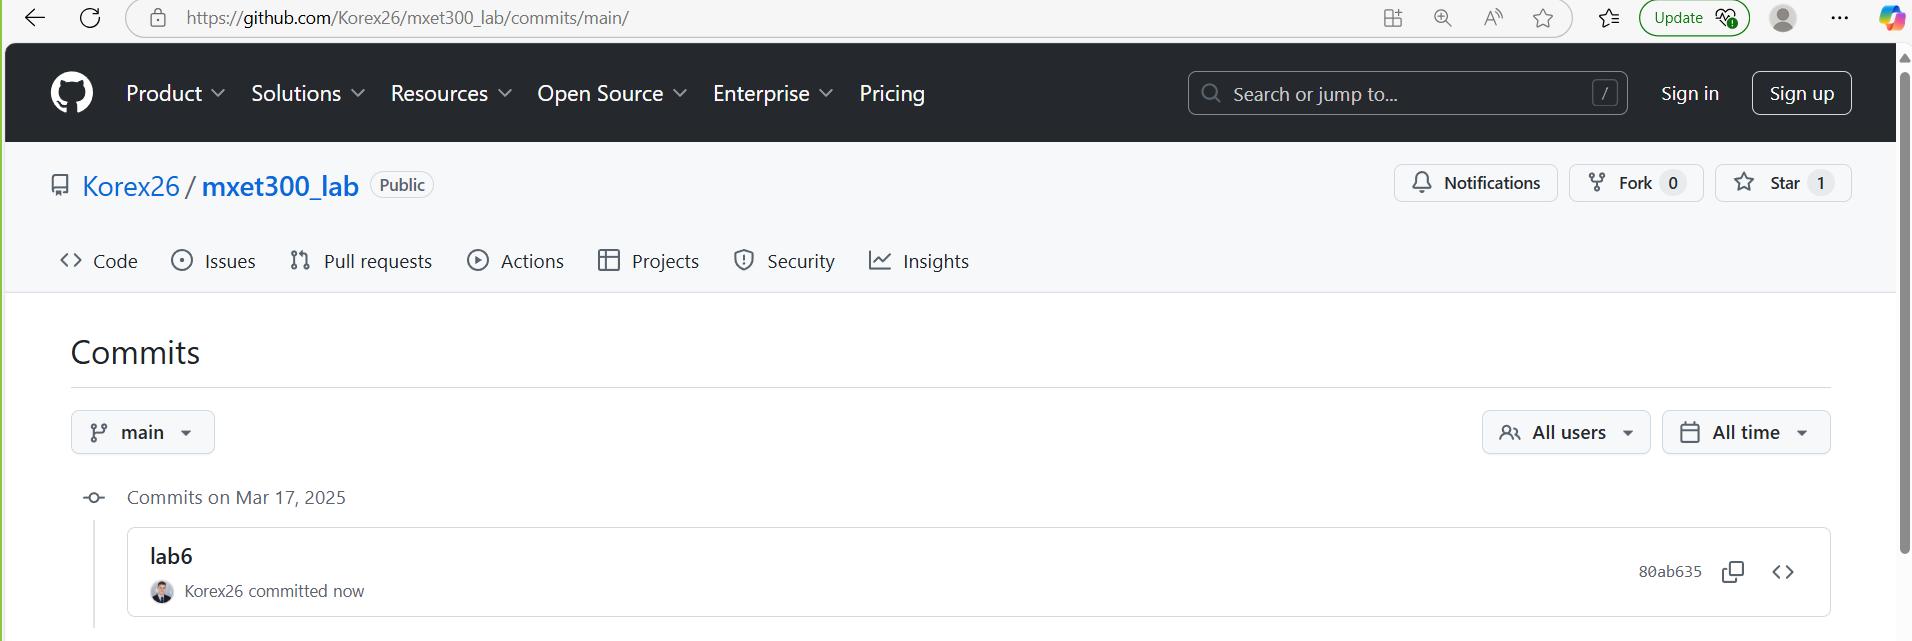 https://github.com/Korex26/mxet300_lab/commits/main/
Update
Product Solutions Resources Open Source Enterprise Pricing
Search or jump to... /
Sign in
Sign up
Korex26 / mxet300_lab Public
Notifications
Fork 0
Star 1
Code Issues Pull requests Actions Projects Security Insights
Commits
main
All users
All time
Commits on Mar 17, 2025
lab6
Korex26 committed now
80ab635